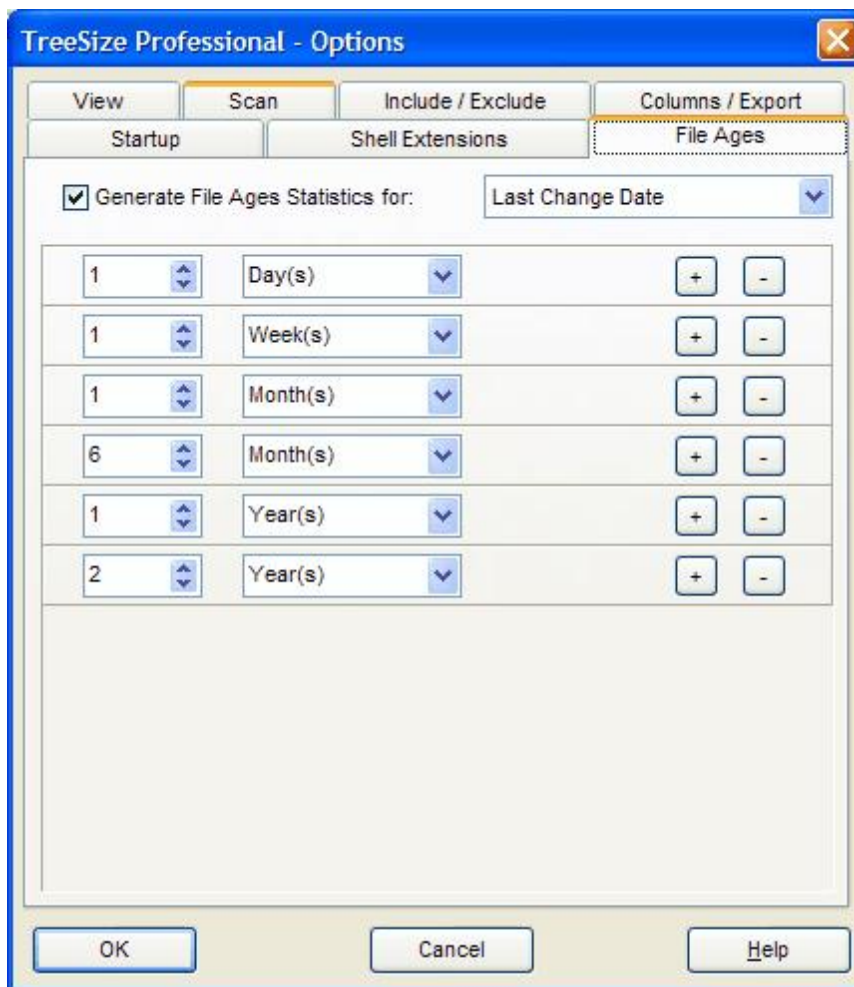 TreeSize Professional - Options
View Scan Include / Exclude Columns / Export
Startup Shell Extensions File Ages
Generate File Ages Statistics for: Last Change Date
1 Day(s) + -
1 Week(s) + -
1 Month(s) + -
6 Month(s) + -
1 Year(s) + -
2 Year(s) + -
OK Cancel Help